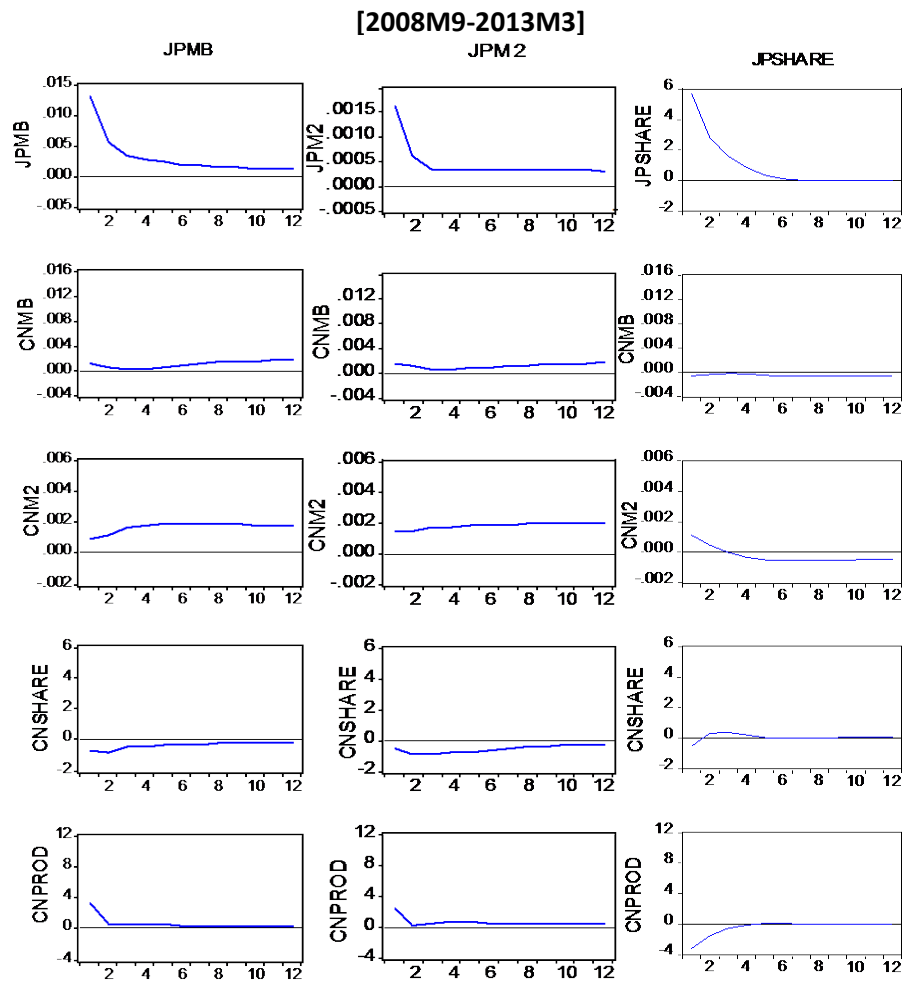 [2008M9-2013M3]
JPMB
JPM2
JPSHARE
JPMB
.015
.010
.005
.000
-.005
2 4 6 8 10 12
JPM2
.0015
.0010
.0005
.0000
-.0005
2 4 6 8 10 12
JPSHARE
6
4
2
0
-2
2 4 6 8 10 12
CNMB
.016
.012
.008
.004
.000
-.004
2 4 6 8 10 12
CNMB
.012
.008
.004
.000
-.004
2 4 6 8 10 12
CNMB
.016
.012
.008
.004
.000
-.004
2 4 6 8 10 12
CNM2
.006
.004
.002
.000
-.002
2 4 6 8 10 12
CNM2
.006
.004
.002
.000
-.002
2 4 6 8 10 12
CNM2
.006
.004
.002
.000
-.002
2 4 6 8 10 12
CNSHARE
6
4
2
0
-2
2 4 6 8 10 12
CNSHARE
6
4
2
0
-2
2 4 6 8 10 12
CNSHARE
6
4
2
0
-2
2 4 6 8 10 12
CNPROD
12
8
4
0
-4
2 4 6 8 10 12
CNPROD
12
8
4
0
-4
2 4 6 8 10 12
CNPROD
12
8
4
0
-4
2 4 6 8 10 12